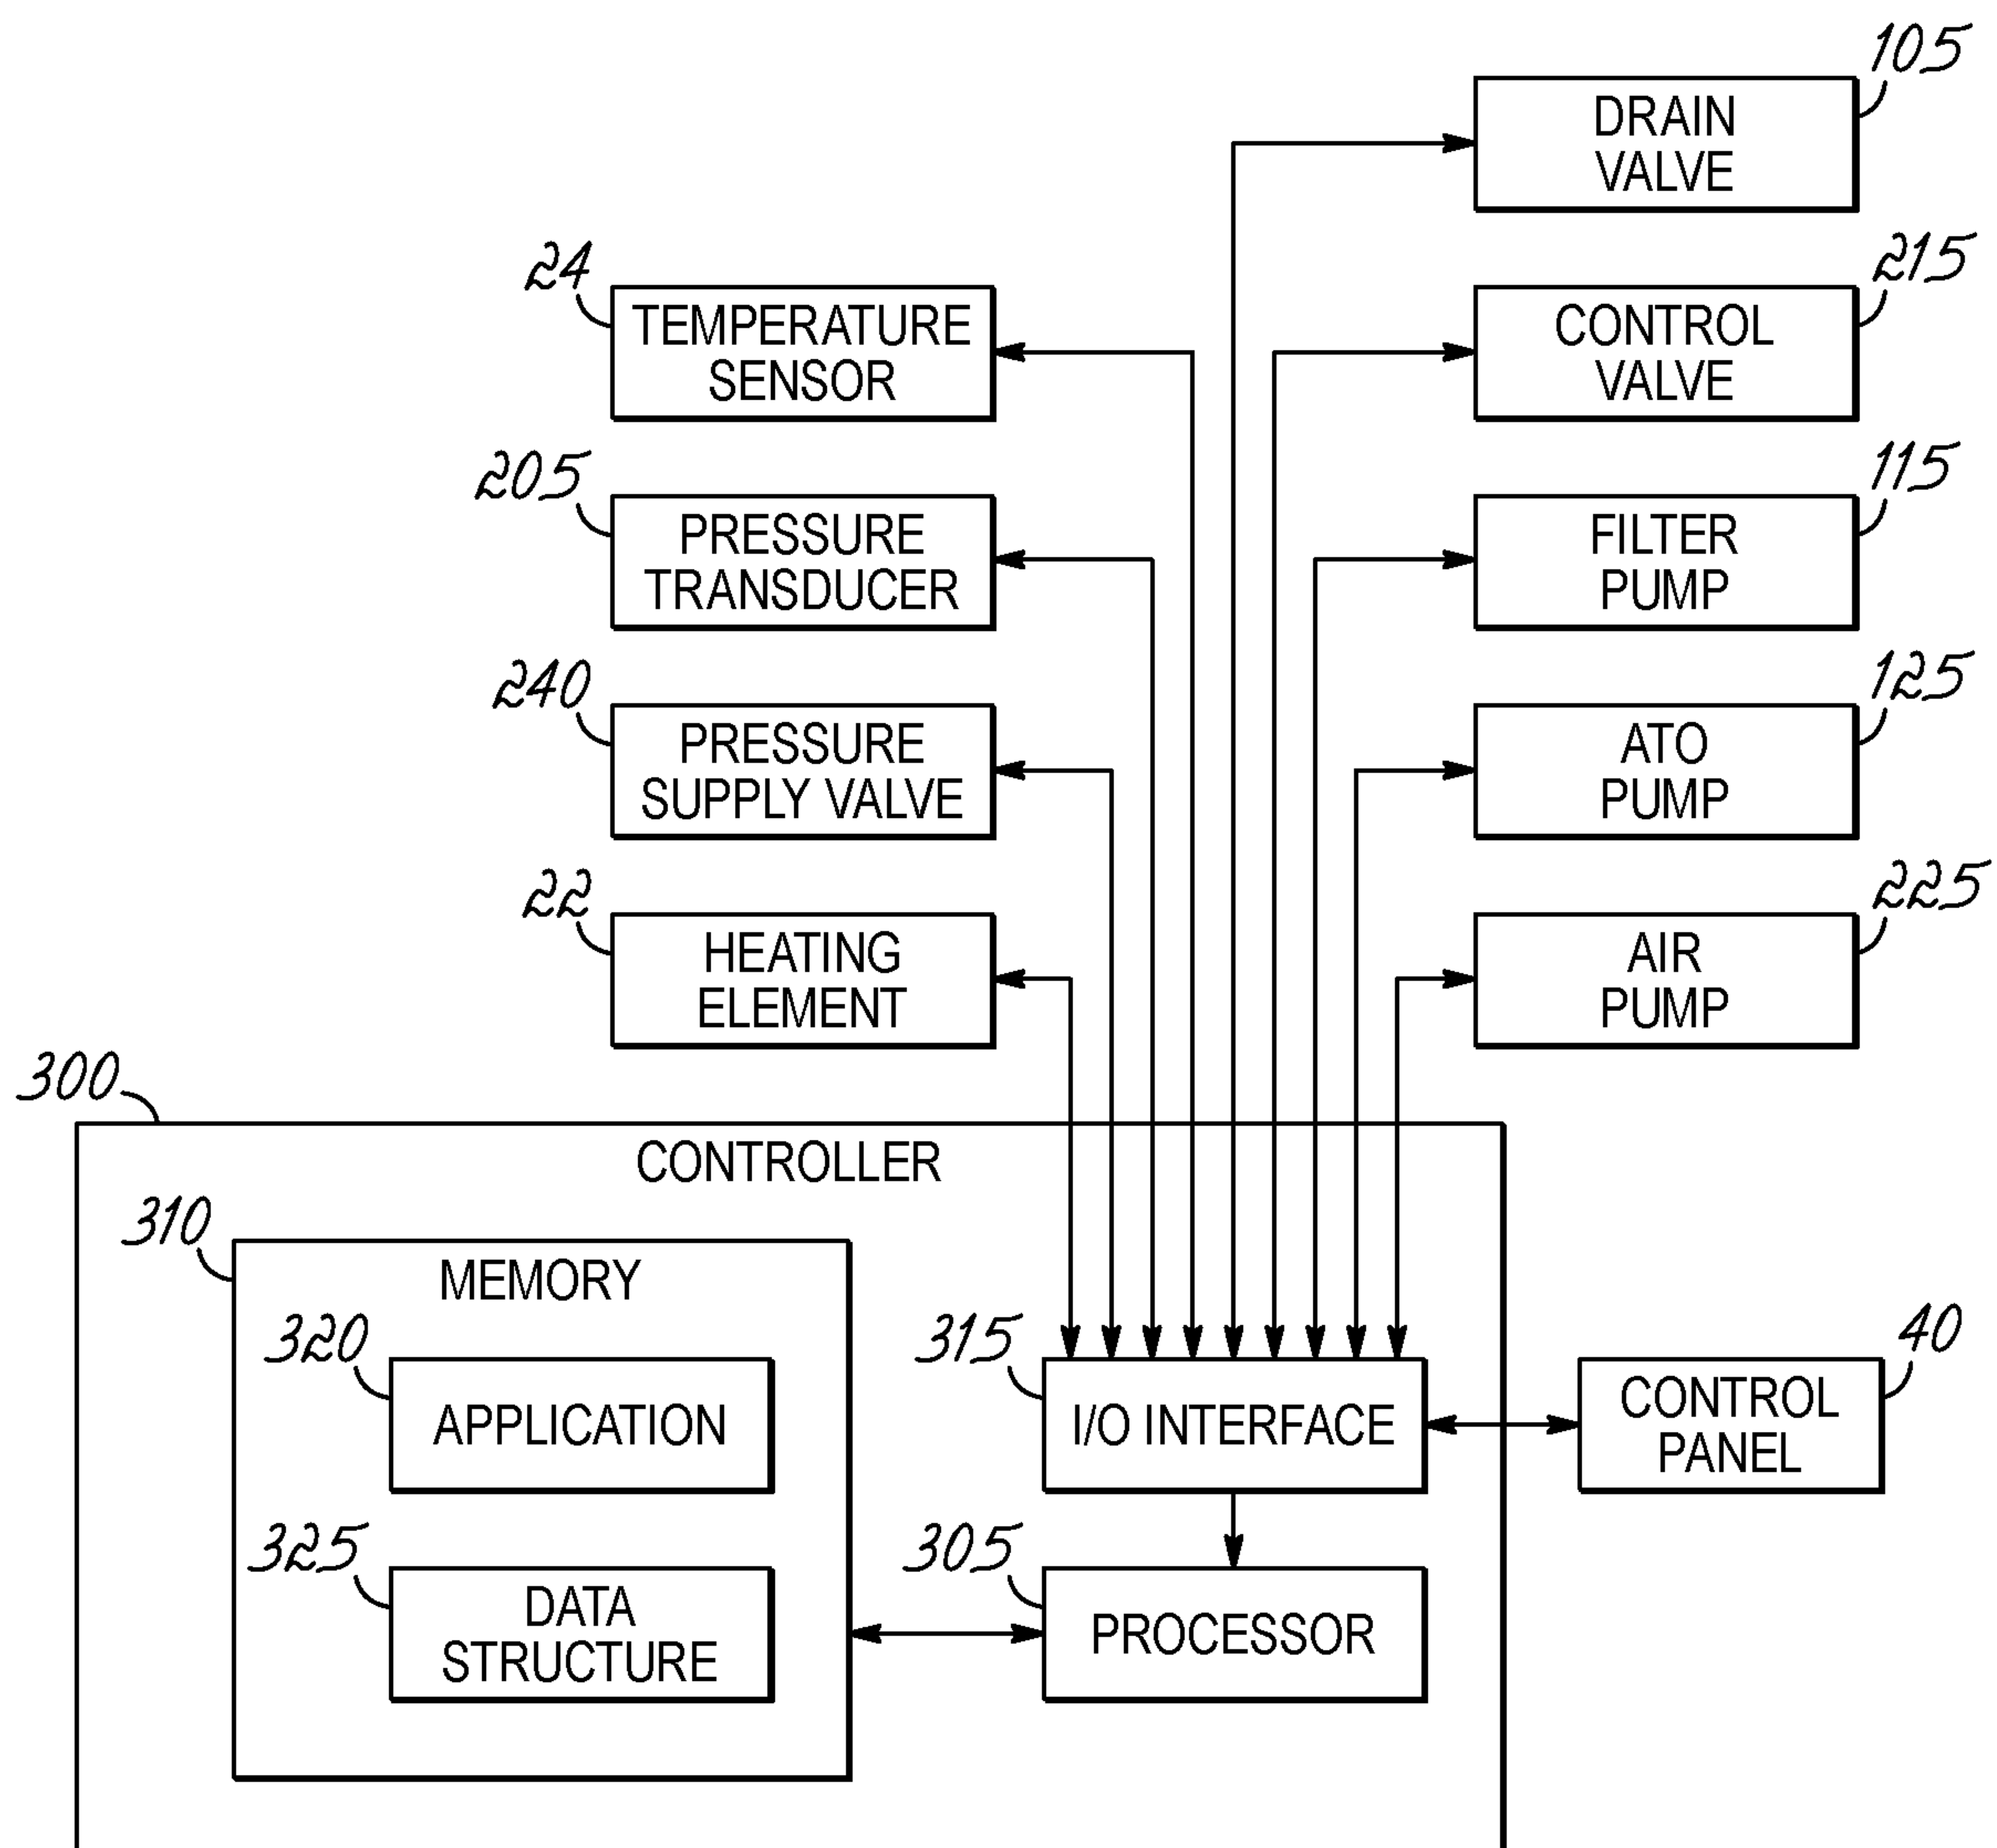 105
DRAIN
VALVE
24
TEMPERATURE
SENSOR
215
CONTROL
VALVE
205
PRESSURE
TRANSDUCER
115
FILTER
PUMP
240
PRESSURE
SUPPLY VALVE
125
ATO
PUMP
22
HEATING
ELEMENT
225
AIR
PUMP
300
CONTROLLER
310
MEMORY
320
APPLICATION
315
I/O INTERFACE
40
CONTROL
PANEL
325
DATA
STRUCTURE
305
PROCESSOR